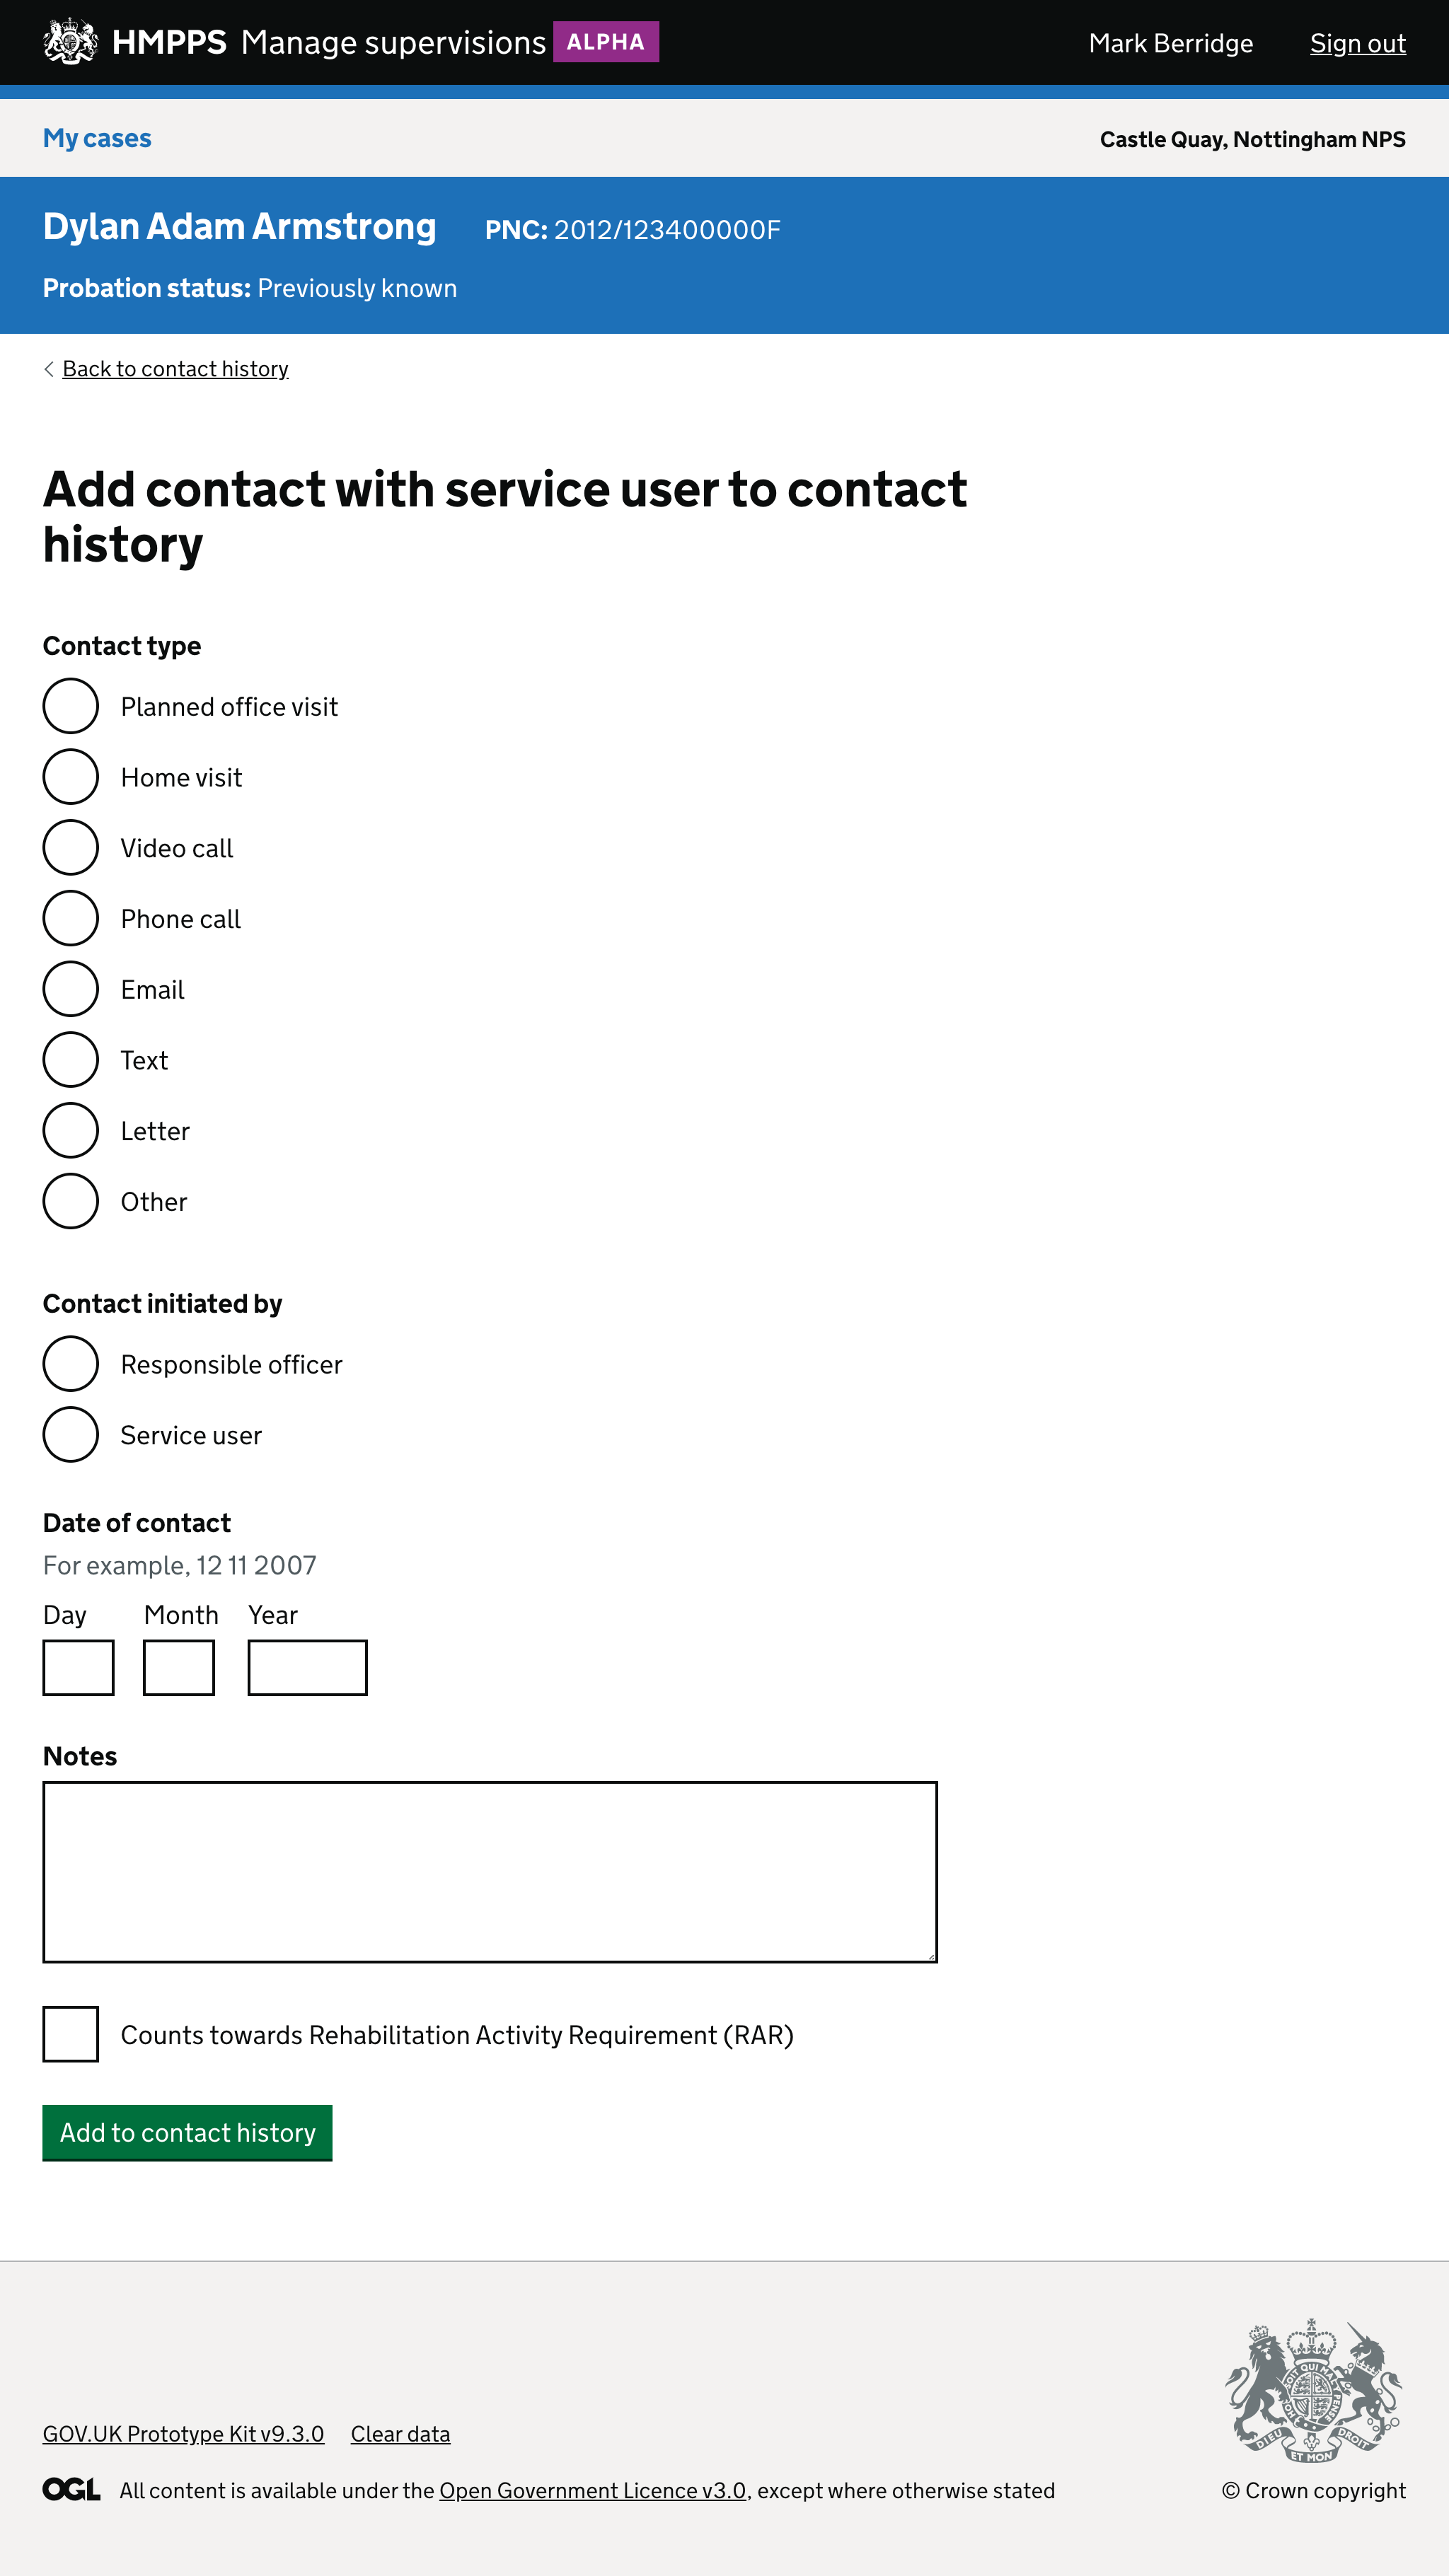 HMPPS Manage supervisions ALPHA
Mark Berridge
Sign out
My cases
Castle Quay, Nottingham NPS
Dylan Adam Armstrong
PNC: 2012/123400000F
Probation status: Previously known
Back to contact history
Add contact with service user to contact
history
Contact type
Planned office visit
Home visit
Video call
Phone call
Email
Text
Letter
Other
Contact initiated by
Responsible officer
Service user
Date of contact
For example, 12 11 2007
Day Month Year
Notes
Counts towards Rehabilitation Activity Requirement (RAR)
Add to contact history
GOV.UK Prototype Kit v9.3.0
Clear data
DIEU ET MON DROIT
OGL All content is available under the Open Government Licence v3.0, except where otherwise stated
© Crown copyright